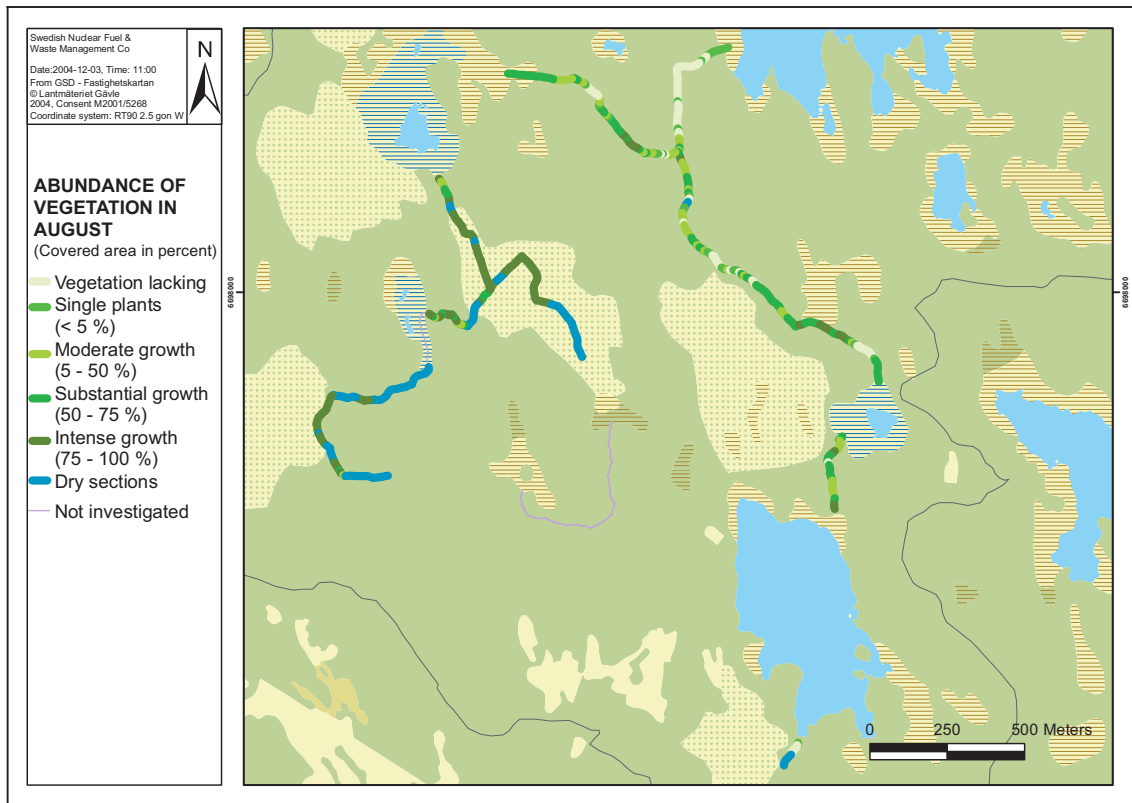 Swedish Nuclear Fuel &
Waste Management Co
Date:2004-12-03, Time: 11:00
From GSD - Fastighetskartan
© Lantmäteriet Gävle
2004, Consent M2001/5268
Coordinate system: RT90 2.5 gon W
N
ABUNDANCE OF
VEGETATION IN
AUGUST
(Covered area in percent)
Vegetation lacking
Single plants
(< 5 %)
Moderate growth
(5 - 50 %)
Substantial growth
(50 - 75 %)
Intense growth
(75 - 100 %)
Dry sections
Not investigated
6698000
6698000
0 250 500 Meters